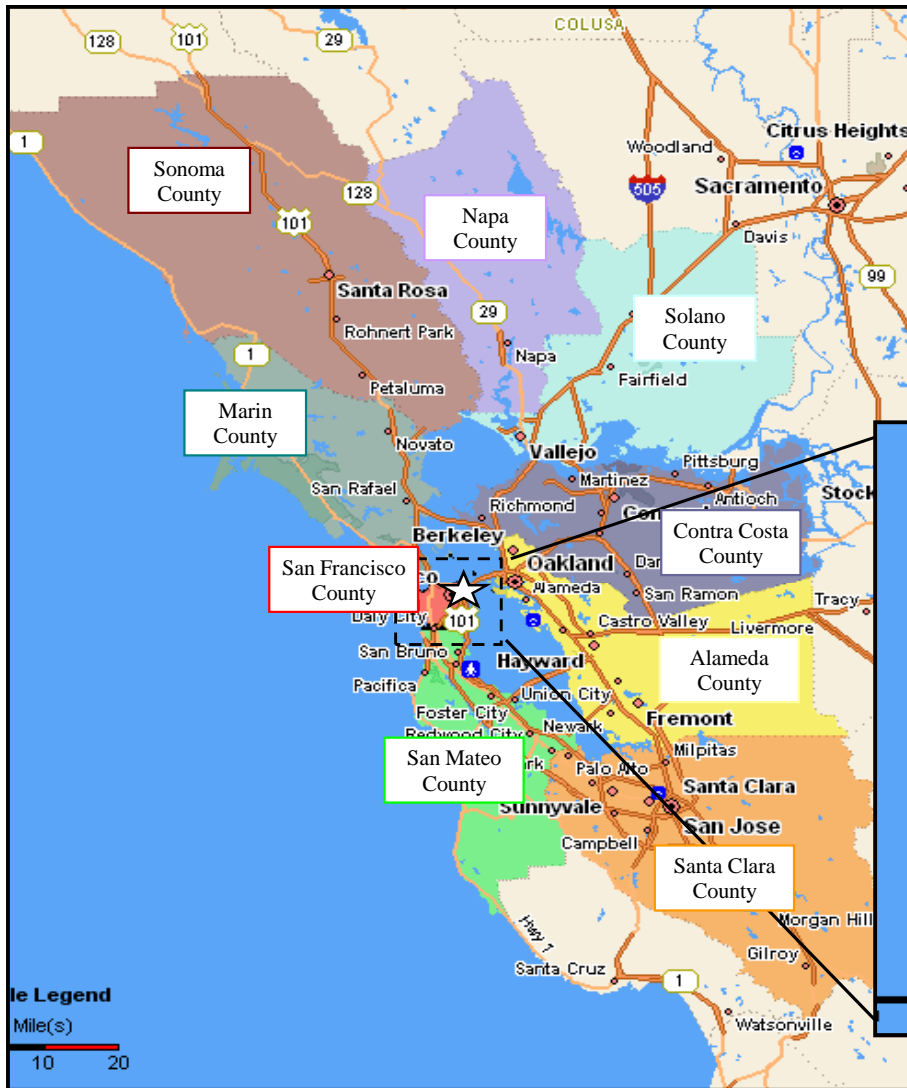 COLUSA
128
101
29
1
Citrus Heights
Woodland
Sonoma
County
128
505
Sacramento
Napa
County
101
Davis
99
Santa Rosa
29
Solano
County
Rohnert Park
1
Napa
Fairfield
Petaluma
Marin
County
Novato
Vallejo
Pittsburg
Martinez
San Rafael
Antioch
Stock
Richmond
Con
Contra Costa
County
Berkeley
San Francisco
County
co
Oakland
Dan
Alameda
San Ramon
Tracy
Daly City
101
Castro Valley
Livermore
San Bruno
Hayward
Alameda
County
Pacifica
Union City
Foster City
Newark
Fremont
Redwood City
San Mateo
County
rk
Milpitas
Palo Alto
Santa Clara
Sunnyvale
San Jose
Campbell
Santa Clara
County
Morgan Hill
Hwy 1
Gilroy
Santa Cruz
1
le Legend
Mile(s)
Watsonville
10 20